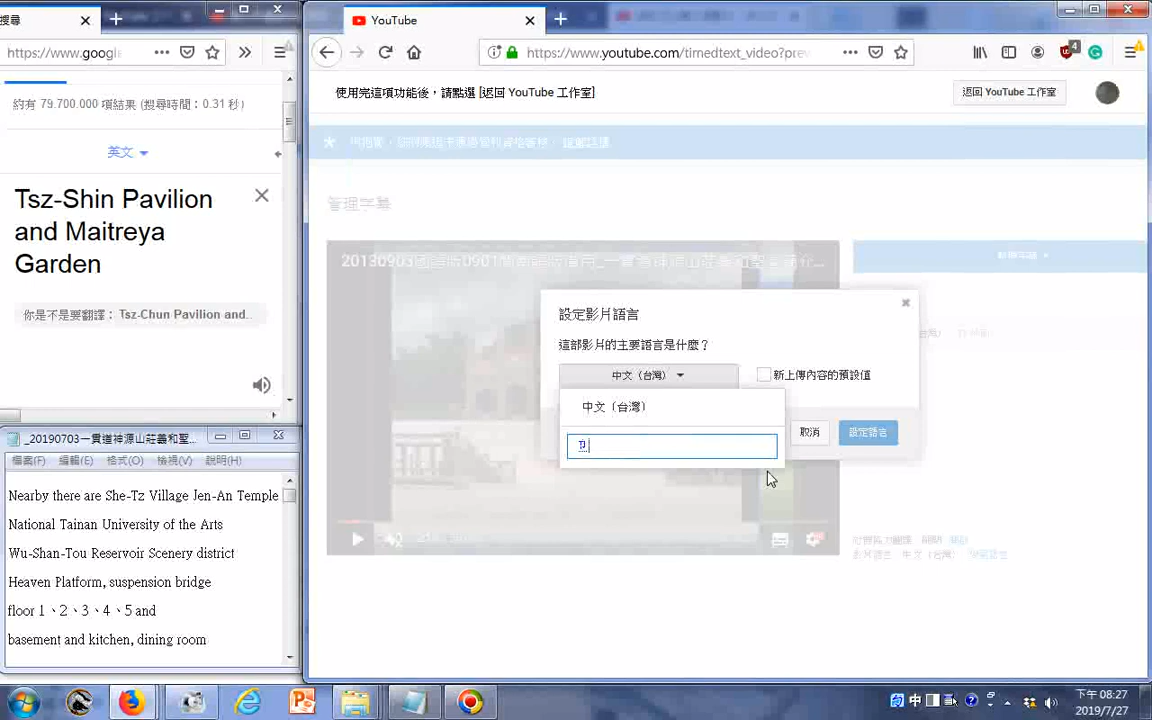 搜尋
https://www.google
約有 79,700,000 項結果 (搜尋時間：0.31 秒)
英文
Tsz-Shin Pavilion
and Maitreya
Garden
你是不是要翻譯：Tsz-Chun Pavilion and..
_20190703一貫道神源山莊義和聖...
檔案(F) 編輯(E) 格式(O) 檢視(V) 說明(H)
Nearby there are She-Tz Village Jen-An Temple
National Tainan University of the Arts
Wu-Shan-Tou Reservoir Scenery district
Heaven Platform, suspension bridge
floor 1、2、3、4、5 and
basement and kitchen, dining room
YouTube
https://www.youtube.com/timedtext_video?prev
4
使用完這項功能後，請點選 [返回 YouTube 工作室]
返回 YouTube 工作室
管理字幕
設定影片語言
這部影片的主要語言是什麼？
中文（台灣）
新上傳內容的預設值
中文（台灣）
取消
設定語言
中
下午 08:27
2019/7/27